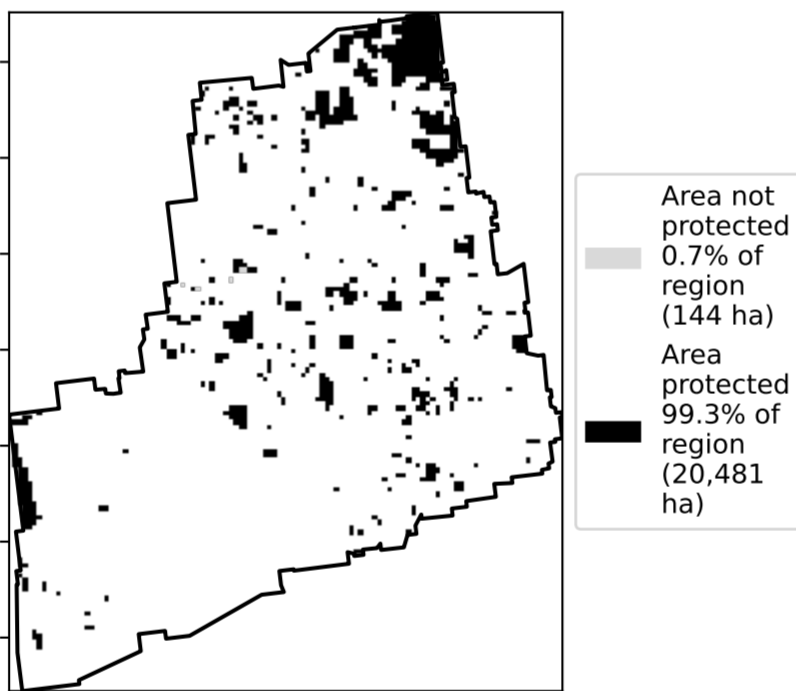 Area not
protected
0.7% of
region
(144 ha)
Area
protected
99.3% of
region
(20,481
ha)